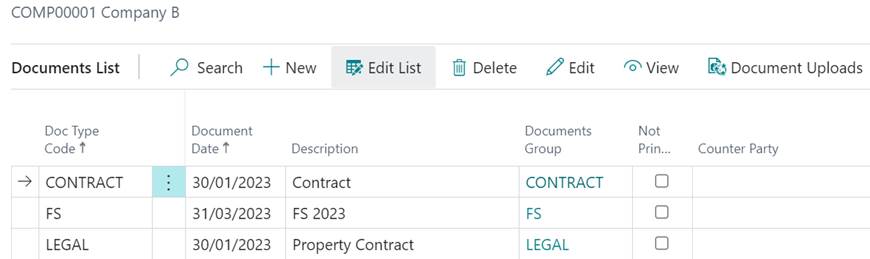 COMP00001 Company B
Documents List Search New Edit List Delete Edit View Document Uploads
Doc Type Document Documents Not
Code↑ Date↑ Description Group Prin... Counter Party
→ CONTRACT ⋮ 30/01/2023 Contract CONTRACT
FS 31/03/2023 FS 2023 FS
LEGAL 30/01/2023 Property Contract LEGAL